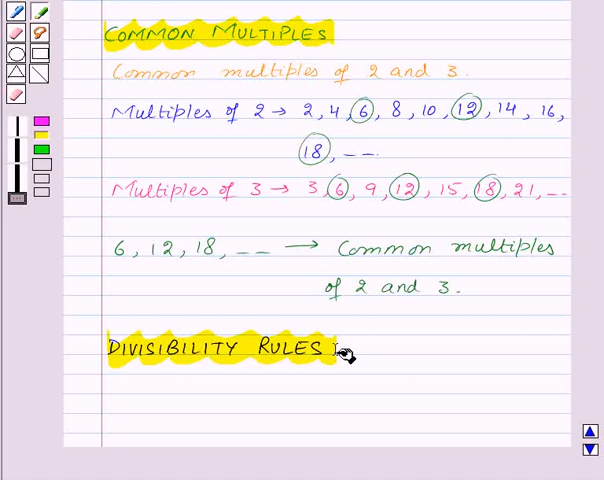 COMMON MULTIPLES
Common multiples of 2 and 3.
Multiples of 2 → 2, 4, 6, 8, 10, 12, 14, 16,
18, ---
Multiples of 3 → 3, 6, 9, 12, 15, 18, 21, --
6, 12, 18, --- → Common multiples
of 2 and 3.
DIVISIBILITY RULES :